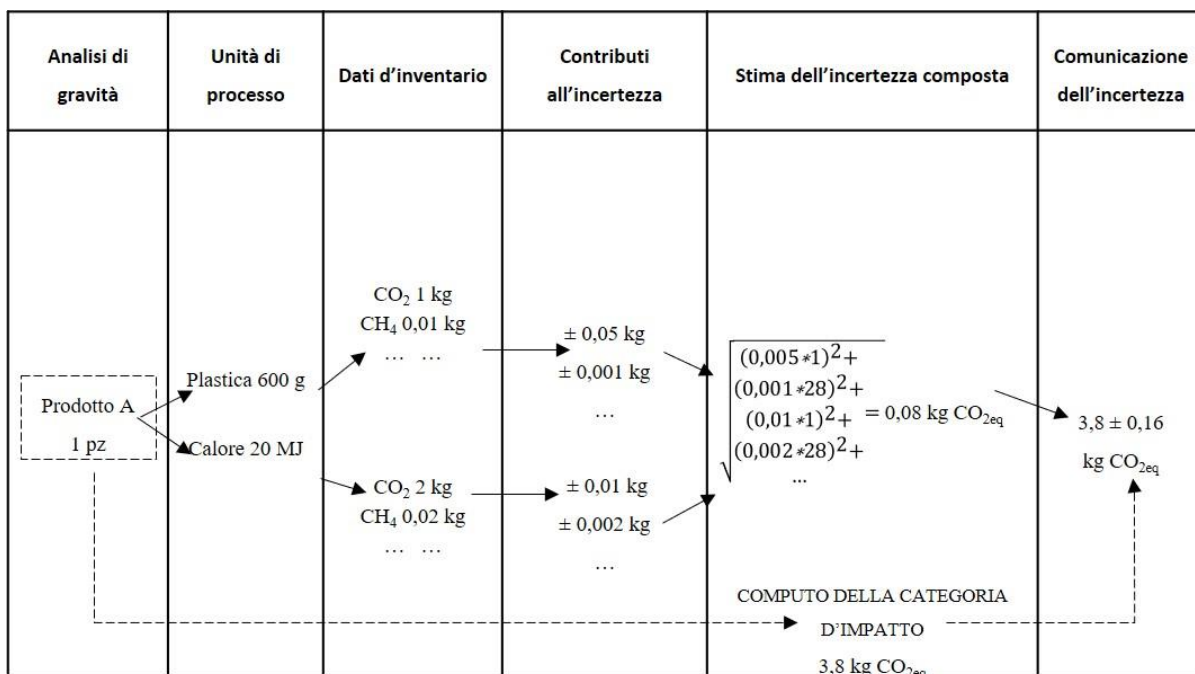 Analisi di
gravità
Unità di
processo
Dati d'inventario
Contributi
all'incertezza
Stima dell'incertezza composta
Comunicazione
dell'incertezza
Prodotto A
1 pz
Plastica 600 g
Calore 20 MJ
CO₂ 1 kg
CH₄ 0,01 kg
… …
CO₂ 2 kg
CH₄ 0,02 kg
… …
± 0,05 kg
± 0,001 kg
…
± 0,01 kg
± 0,002 kg
…
√
(0,005*1)²+
(0,001*28)²+
(0,01*1)²+
(0,002*28)²+
…
= 0,08 kg CO₂eq
3,8 ± 0,16
kg CO₂eq
COMPUTO DELLA CATEGORIA
D'IMPATTO
3,8 kg CO₂eq